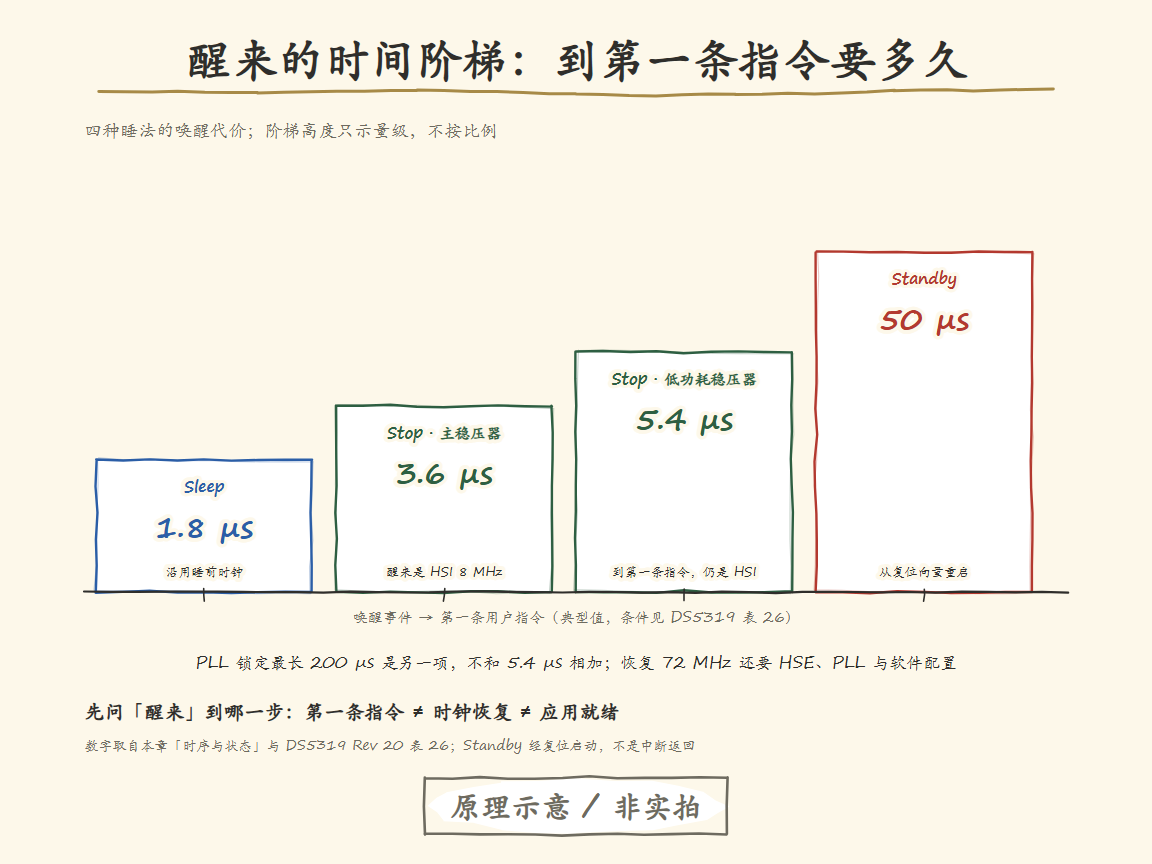 醒来的时间阶梯：到第一条指令要多久
四种睡法的唤醒代价；阶梯高度只示量级，不按比例
Standby
50 µs
Stop · 低功耗稳压器
5.4 µs
Stop · 主稳压器
3.6 µs
Sleep
1.8 µs
沿用睡前时钟
醒来是 HSI 8 MHz
到第一条指令，仍是 HSI
从复位向量重启
唤醒事件 → 第一条用户指令（典型值，条件见 DS5319 表 26）
PLL 锁定最长 200 µs 是另一项，不和 5.4 µs 相加；恢复 72 MHz 还要 HSE、PLL 与软件配置
先问「醒来」到哪一步：第一条指令 ≠ 时钟恢复 ≠ 应用就绪
数字取自本章「时序与状态」与 DS5319 Rev 20 表 26；Standby 经复位启动，不是中断返回
原理示意 / 非实拍